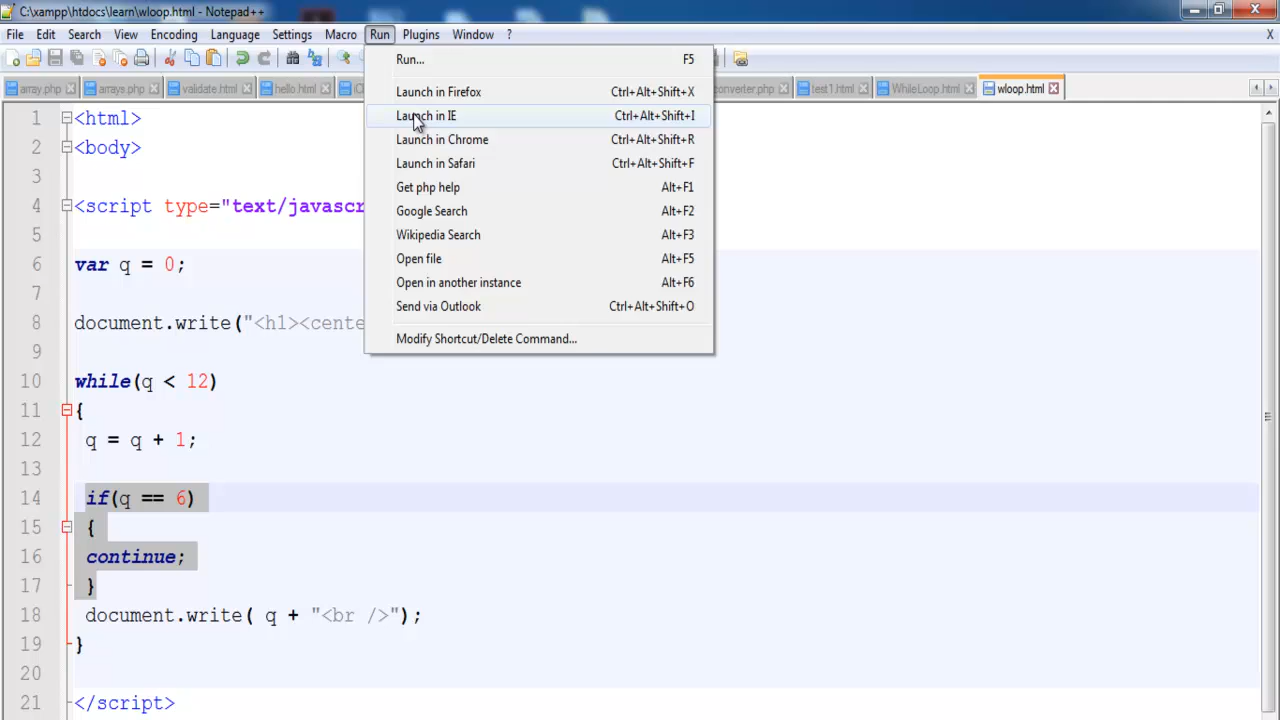 C:\xampp\htdocs\learn\wloop.html - Notepad++
File Edit Search View Encoding Language Settings Macro Run Plugins Window ? X
array.php arrays.php validate.html hello.html test1.html WhileLoop.html wloop.html
Run... F5
Launch in Firefox Ctrl+Alt+Shift+X
Launch in IE Ctrl+Alt+Shift+I
Launch in Chrome Ctrl+Alt+Shift+R
Launch in Safari Ctrl+Alt+Shift+F
Get php help Alt+F1
Google Search Alt+F2
Wikipedia Search Alt+F3
Open file Alt+F5
Open in another instance Alt+F6
Send via Outlook Ctrl+Alt+Shift+O
Modify Shortcut/Delete Command...
1 <html>
2 <body>
3
4 <script type="text/javascr
5
6 var q = 0;
7
8 document.write("<h1><cente
9
10 while(q < 12)
11 {
12 q = q + 1;
13
14 if(q == 6)
15 {
16 continue;
17 }
18 document.write( q + "<br />");
19 }
20
21 </script>